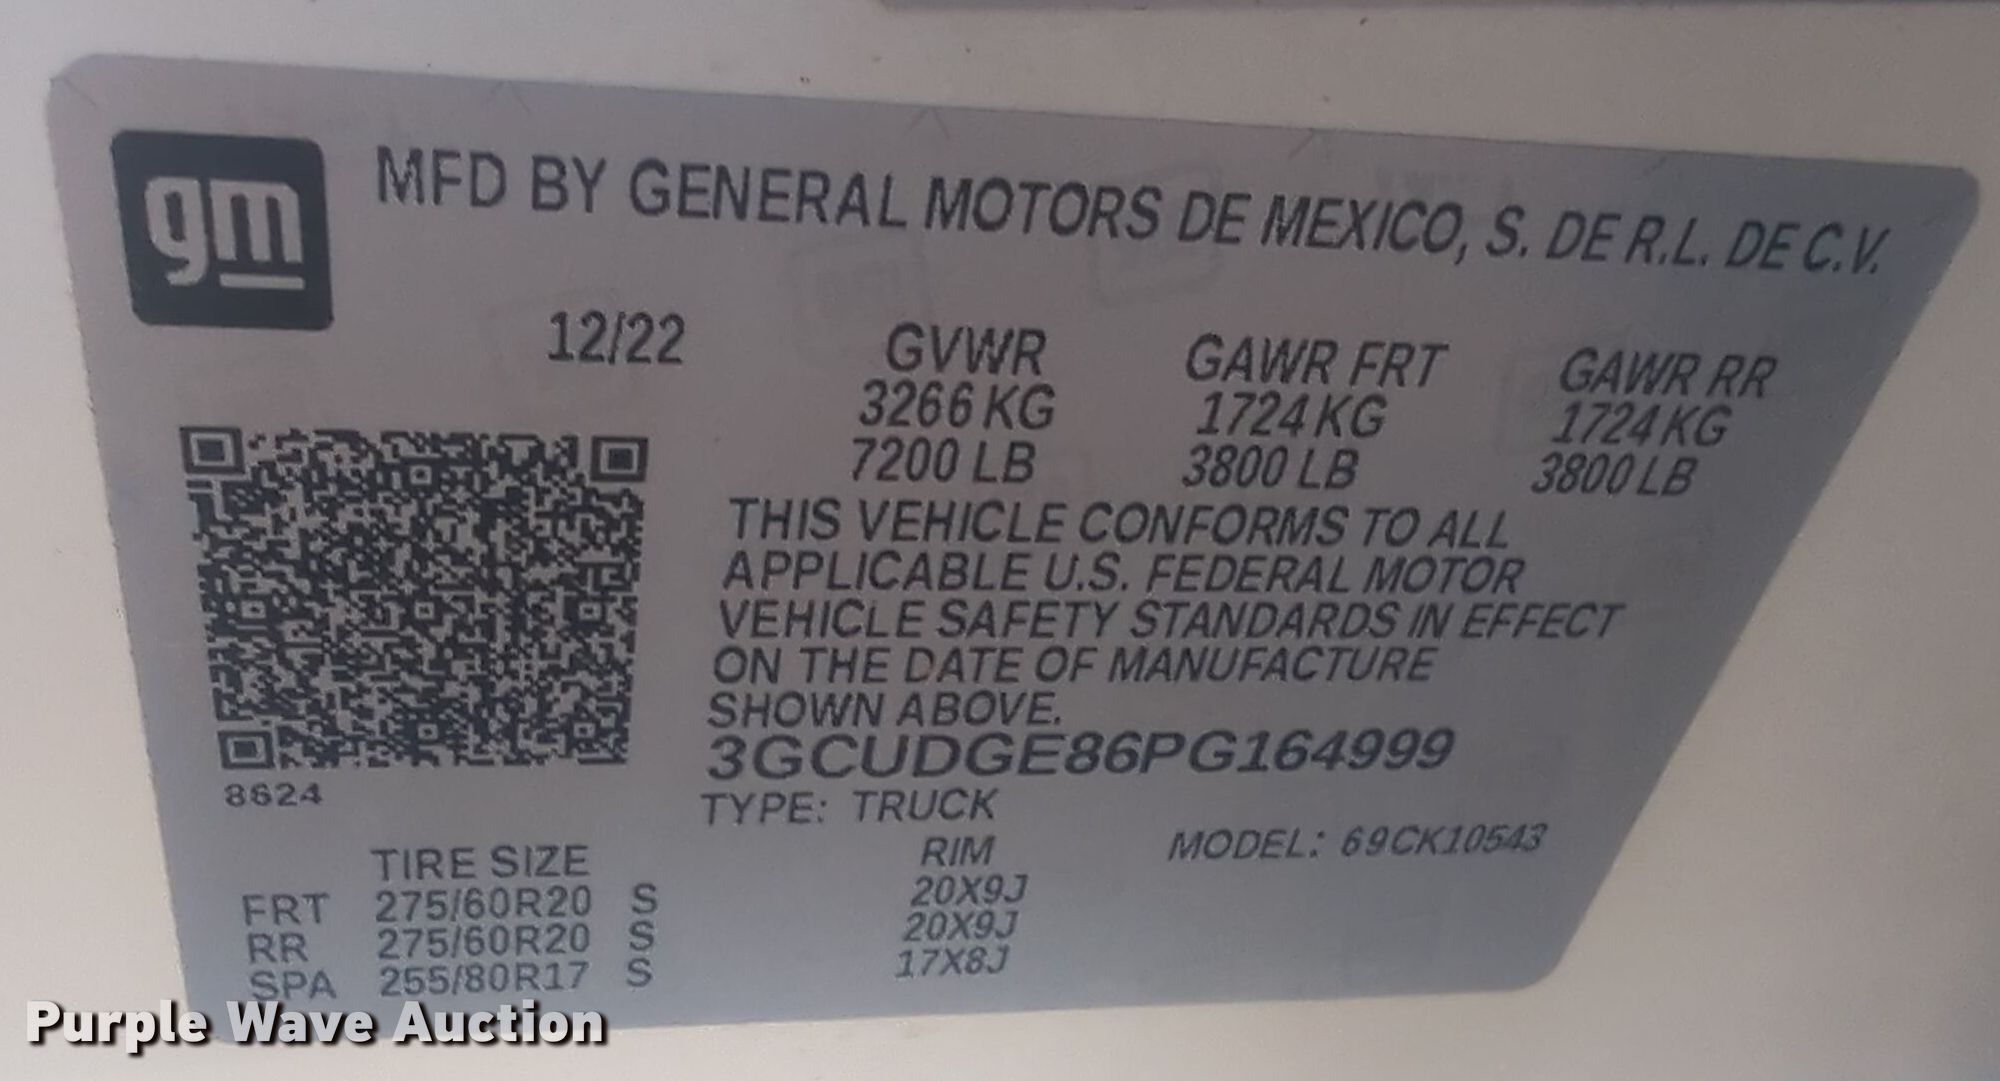 gm
MFD BY GENERAL MOTORS DE MEXICO, S. DE R.L. DE C.V.
12/22 GVWR GAWR FRT GAWR RR
3266 KG 1724 KG 1724 KG
7200 LB 3800 LB 3800 LB
THIS VEHICLE CONFORMS TO ALL
APPLICABLE U.S. FEDERAL MOTOR
VEHICLE SAFETY STANDARDS IN EFFECT
ON THE DATE OF MANUFACTURE
SHOWN ABOVE.
3GCUDGE86PG164999
8624
TYPE: TRUCK
MODEL: 69CK10543
TIRE SIZE RIM
FRT 275/60R20 S 20X9J
RR 275/60R20 S 20X9J
SPA 255/80R17 S 17X8J
Purple Wave Auction